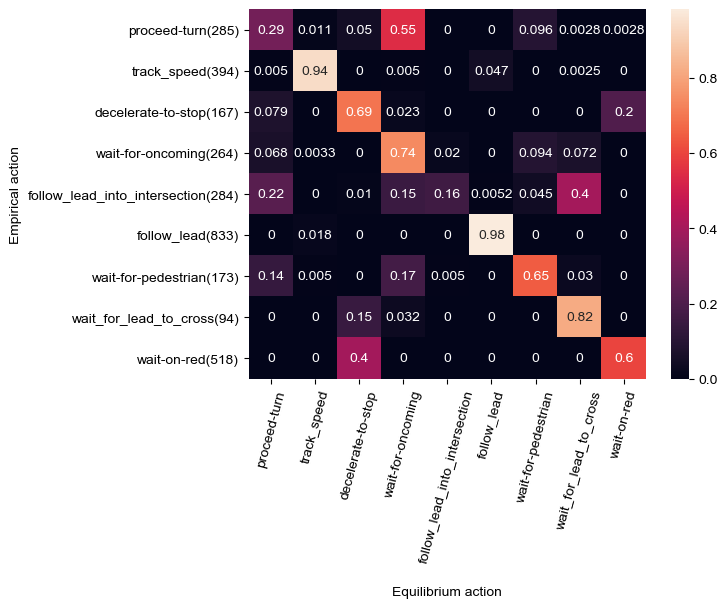 proceed-turn(285) 0.29 0.011 0.05 0.55 0 0 0.096 0.0028 0.0028
track_speed(394) 0.005 0.94 0 0.005 0 0.047 0 0.0025 0
decelerate-to-stop(167) 0.079 0 0.69 0.023 0 0 0 0 0.2
wait-for-oncoming(264) 0.068 0.0033 0 0.74 0.02 0 0.094 0.072 0
follow_lead_into_intersection(284) 0.22 0 0.01 0.15 0.16 0.0052 0.045 0.4 0
follow_lead(833) 0 0.018 0 0 0 0.98 0 0 0
wait-for-pedestrian(173) 0.14 0.005 0 0.17 0.005 0 0.65 0.03 0
wait_for_lead_to_cross(94) 0 0 0.15 0.032 0 0 0 0.82 0
wait-on-red(518) 0 0 0.4 0 0 0 0 0 0.6
Empirical action
proceed-turn
track_speed
decelerate-to-stop
wait-for-oncoming
follow_lead_into_intersection
follow_lead
wait-for-pedestrian
wait_for_lead_to_cross
wait-on-red
Equilibrium action
0.8
0.6
0.4
0.2
0.0